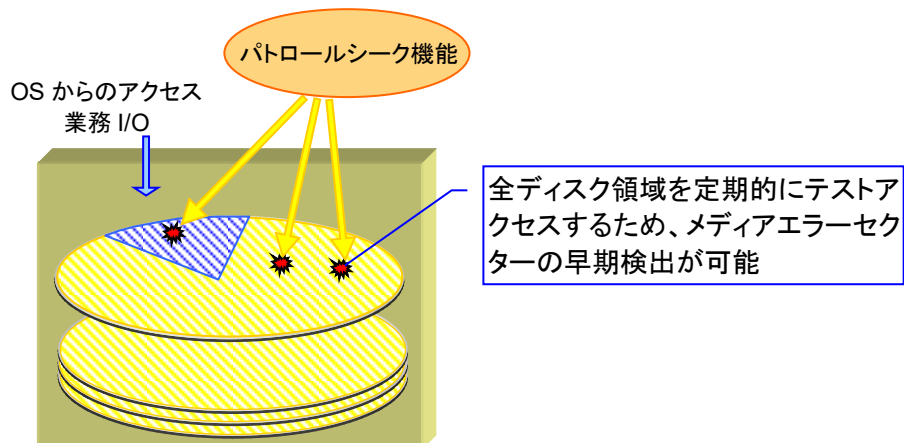 パトロールシーク機能
OS からのアクセス
業務 I/O
全ディスク領域を定期的にテストア
クセスするため、メディアエラーセク
ターの早期検出が可能